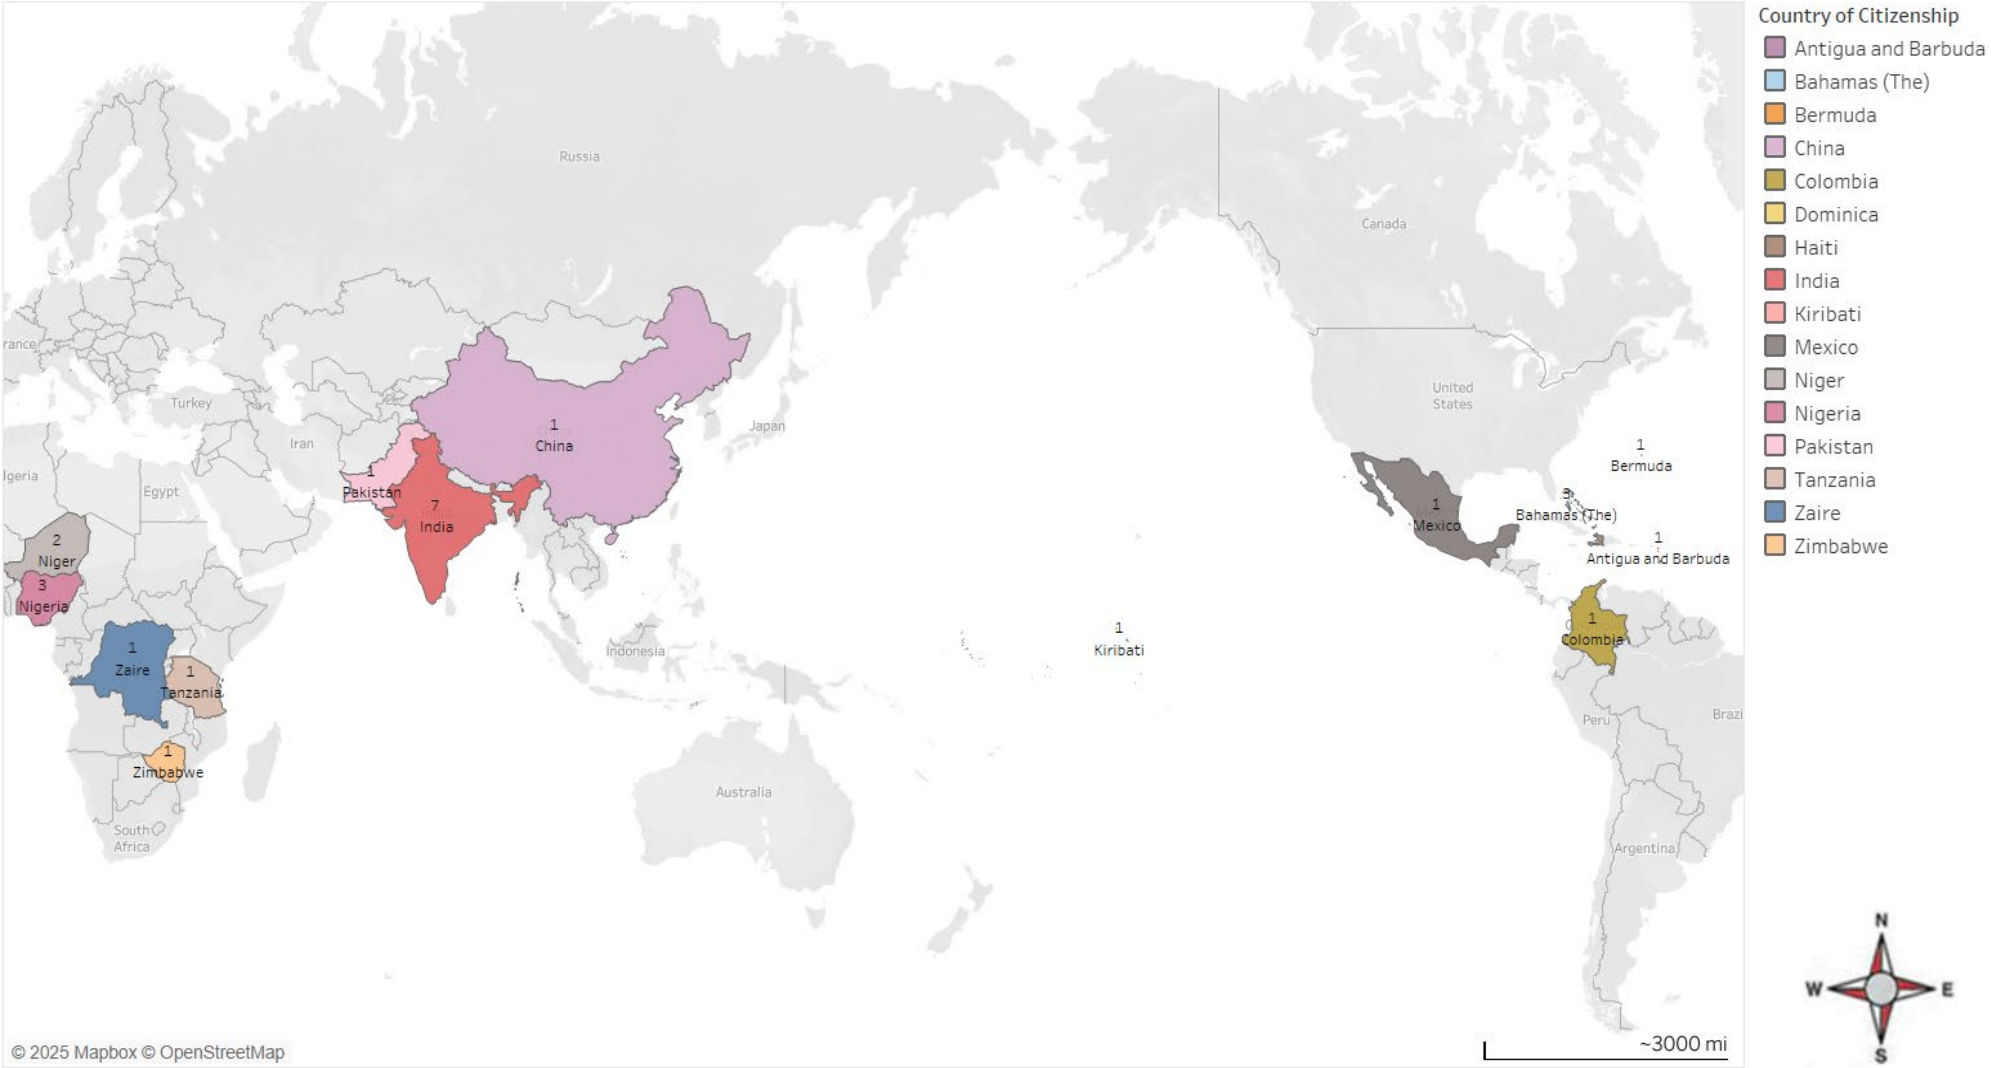 Russia
Canada
rance
Turkey
United
States
Japan
Iran
1
China
1
Bermuda
lgeria
Egypt
1
Pakistan
7
India
1
Mexico
3
Bahamas (The)
1
Antigua and Barbuda
2
Niger
3
Nigeria
1
Zaire
1
Tanzania
Indonesia
1
Kiribati
1
Colombia
Peru
Brazi
1
Zimbabwe
Australia
South
Africa
Argentina
© 2025 Mapbox © OpenStreetMap
~3000 mi
Country of Citizenship
Antigua and Barbuda
Bahamas (The)
Bermuda
China
Colombia
Dominica
Haiti
India
Kiribati
Mexico
Niger
Nigeria
Pakistan
Tanzania
Zaire
Zimbabwe
N
W E
S